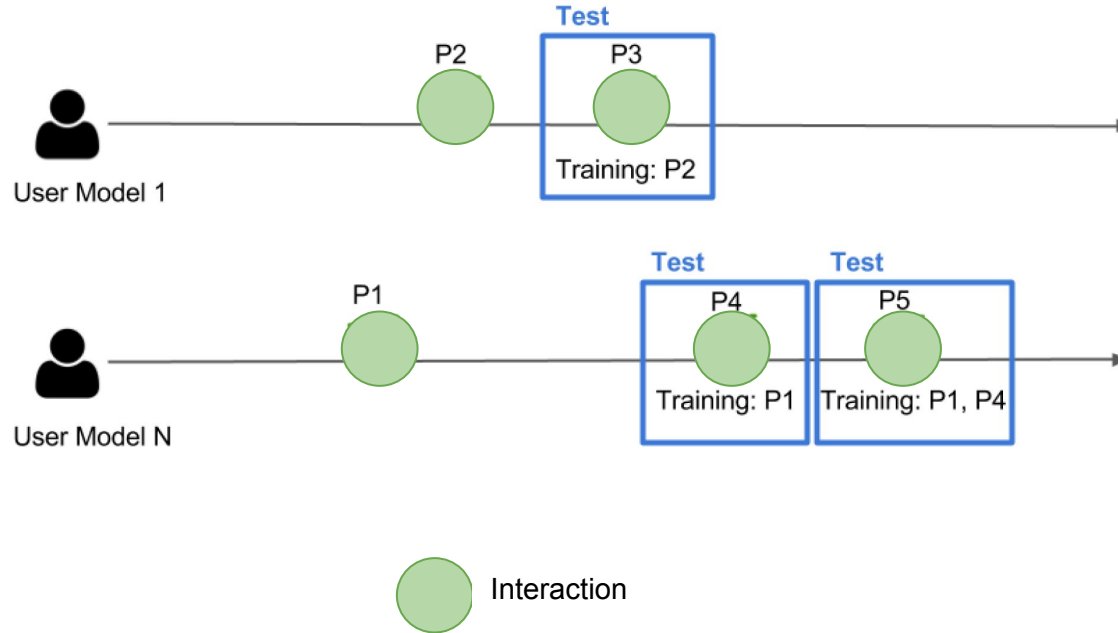 Test
P2
P3
Training: P2
User Model 1
Test
Test
P1
P4
P5
Training: P1
Training: P1, P4
User Model N
Interaction